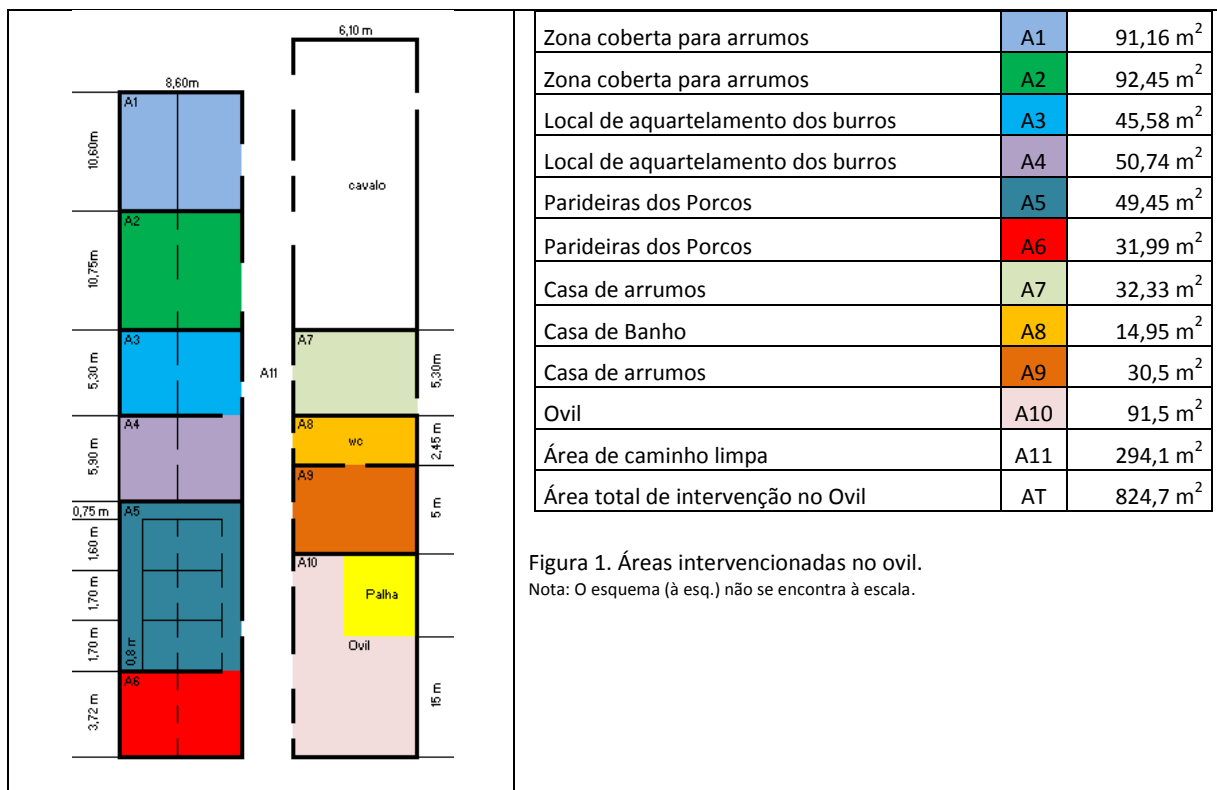 6,10 m
8,60m
A1
10,60m
cavalo
A2
10,75m
A3
5,30 m
A11
A7
5,30m
A4
5,90 m
A8
wc
2,45 m
A9
5 m
0,75 m
A5
1,60 m
1,70 m
1,70 m
0,8 m
A10
Palha
Ovil
15 m
A6
3,72 m
Zona coberta para arrumos A1 91,16 m²
Zona coberta para arrumos A2 92,45 m²
Local de aquartelamento dos burros A3 45,58 m²
Local de aquartelamento dos burros A4 50,74 m²
Parideiras dos Porcos A5 49,45 m²
Parideiras dos Porcos A6 31,99 m²
Casa de arrumos A7 32,33 m²
Casa de Banho A8 14,95 m²
Casa de arrumos A9 30,5 m²
Ovil A10 91,5 m²
Área de caminho limpa A11 294,1 m²
Área total de intervenção no Ovil AT 824,7 m²
Figura 1. Áreas intervencionadas no ovil.
Nota: O esquema (à esq.) não se encontra à escala.